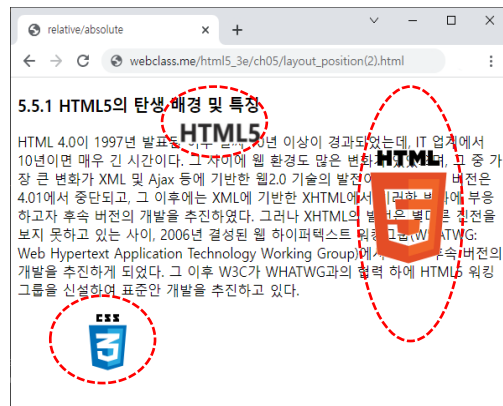 relative/absolute
webclass.me/html5_3e/ch05/layout_position(2).html
5.5.1 HTML5의 탄생 배경 및 특징
HTML5
HTML 4.0이 1997년 발표된 이후 10년 이상이 경과되었는데, IT 업계에서
10년이면 매우 긴 시간이다. 그 사이에 웹 환경도 많은 변화가 그 중 가
장 큰 변화가 XML 및 Ajax 등에 기반한 웹2.0 기술의 발전이 버전은
4.01에서 중단되고, 그 이후에는 XML에 기반한 XHTML에서 이러한 변화에 부응
하고자 후속 버전의 개발을 추진하였다. 그러나 XHTML의 발전은 별다른 진전을
보지 못하고 있는 사이, 2006년 결성된 웹 하이퍼텍스트 워킹그룹(WHATWG:
Web Hypertext Application Technology Working Group)에서 후속 버전의
개발을 추진하게 되었다. 그 이후 W3C가 WHATWG과의 협력 하에 HTML5 워킹
그룹을 신설하여 표준안 개발을 추진하고 있다.
HTML
5
CSS
3